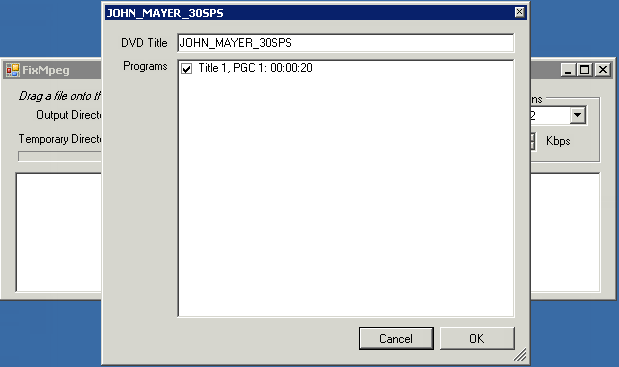 JOHN_MAYER_30SPS
DVD Title JOHN_MAYER_30SPS
Programs Title 1, PGC 1: 00:00:20
FixMpeg
Drag a file onto th
Output Direct
Temporary Directo
ns
2
Kbps
Cancel OK